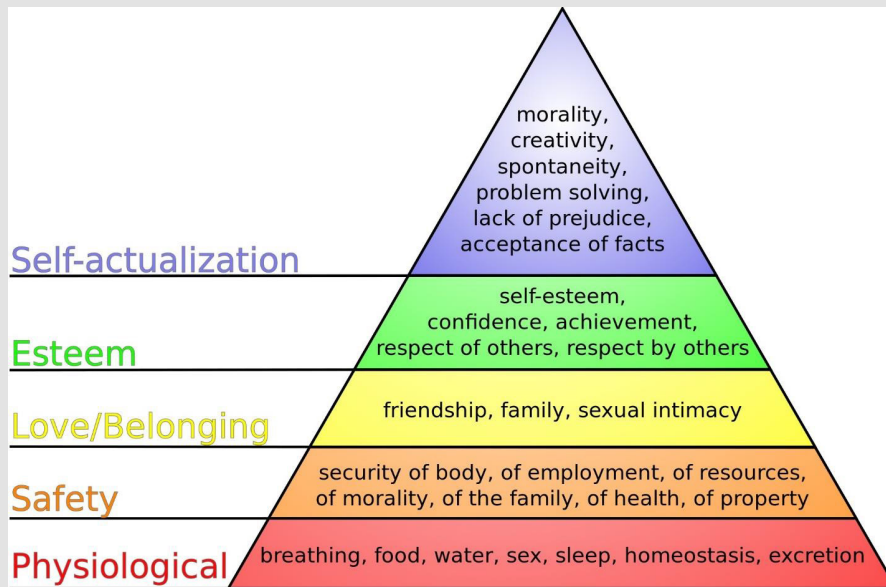 morality,
creativity,
spontaneity,
problem solving,
lack of prejudice,
acceptance of facts
Self-actualization
self-esteem,
confidence, achievement,
respect of others, respect by others
Esteem
friendship, family, sexual intimacy
Love/Belonging
security of body, of employment, of resources,
of morality, of the family, of health, of property
Safety
breathing, food, water, sex, sleep, homeostasis, excretion
Physiological